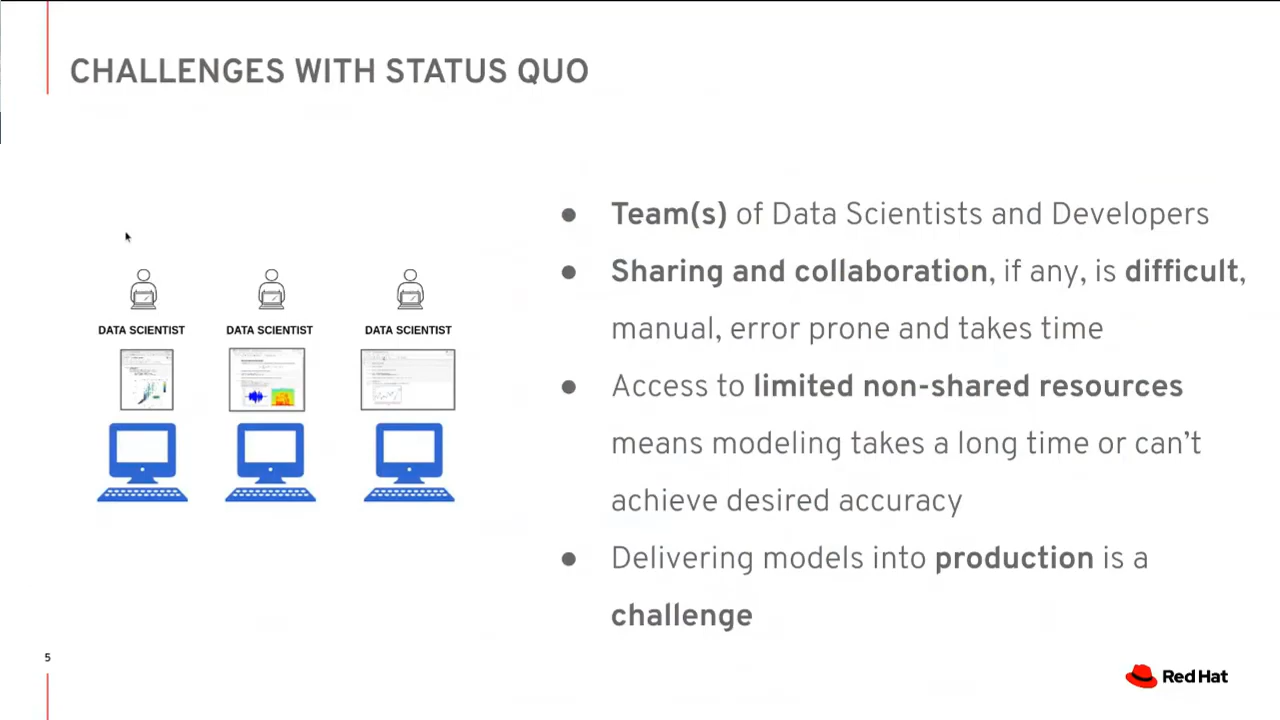 CHALLENGES WITH STATUS QUO
DATA SCIENTIST
DATA SCIENTIST
DATA SCIENTIST
● Team(s) of Data Scientists and Developers
● Sharing and collaboration, if any, is difficult,
manual, error prone and takes time
● Access to limited non-shared resources
means modeling takes a long time or can't
achieve desired accuracy
● Delivering models into production is a
challenge
5
Red Hat